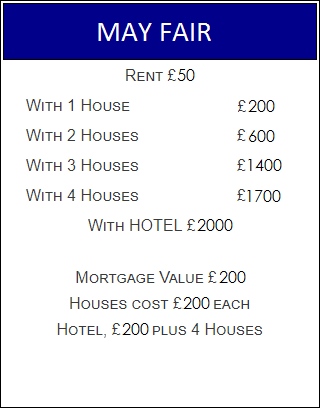 MAY FAIR
Rent £50
With 1 House £200
With 2 Houses £600
With 3 Houses £1400
With 4 Houses £1700
With HOTEL £2000
Mortgage Value £200
Houses cost £200 each
Hotel, £200 plus 4 Houses